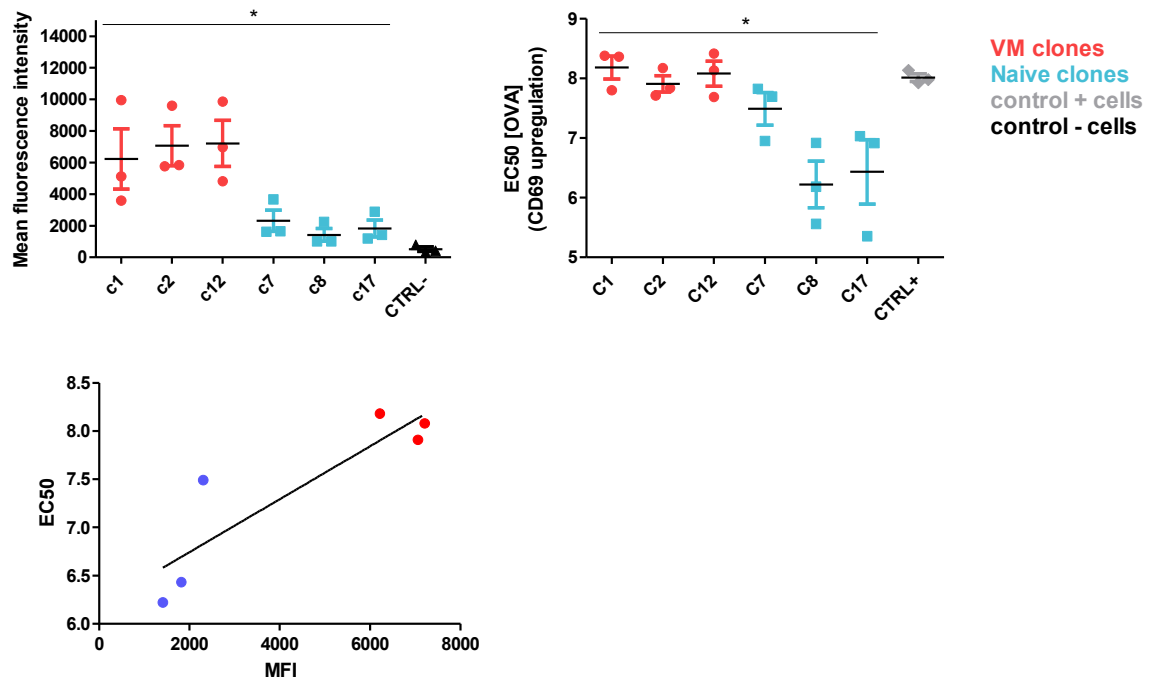 *
Mean fluorescence intensity
14000
12000
10000
8000
6000
4000
2000
0
c1
c2
c12
c7
c8
c17
CTRL-
*
EC50 [OVA]
(CD69 upregulation)
9
8
7
6
5
C1
C2
C12
C7
C8
C17
CTRL+
VM clones
Naive clones
control + cells
control - cells
EC50
8.5
8.0
7.5
7.0
6.5
6.0
0
2000
4000
6000
8000
MFI